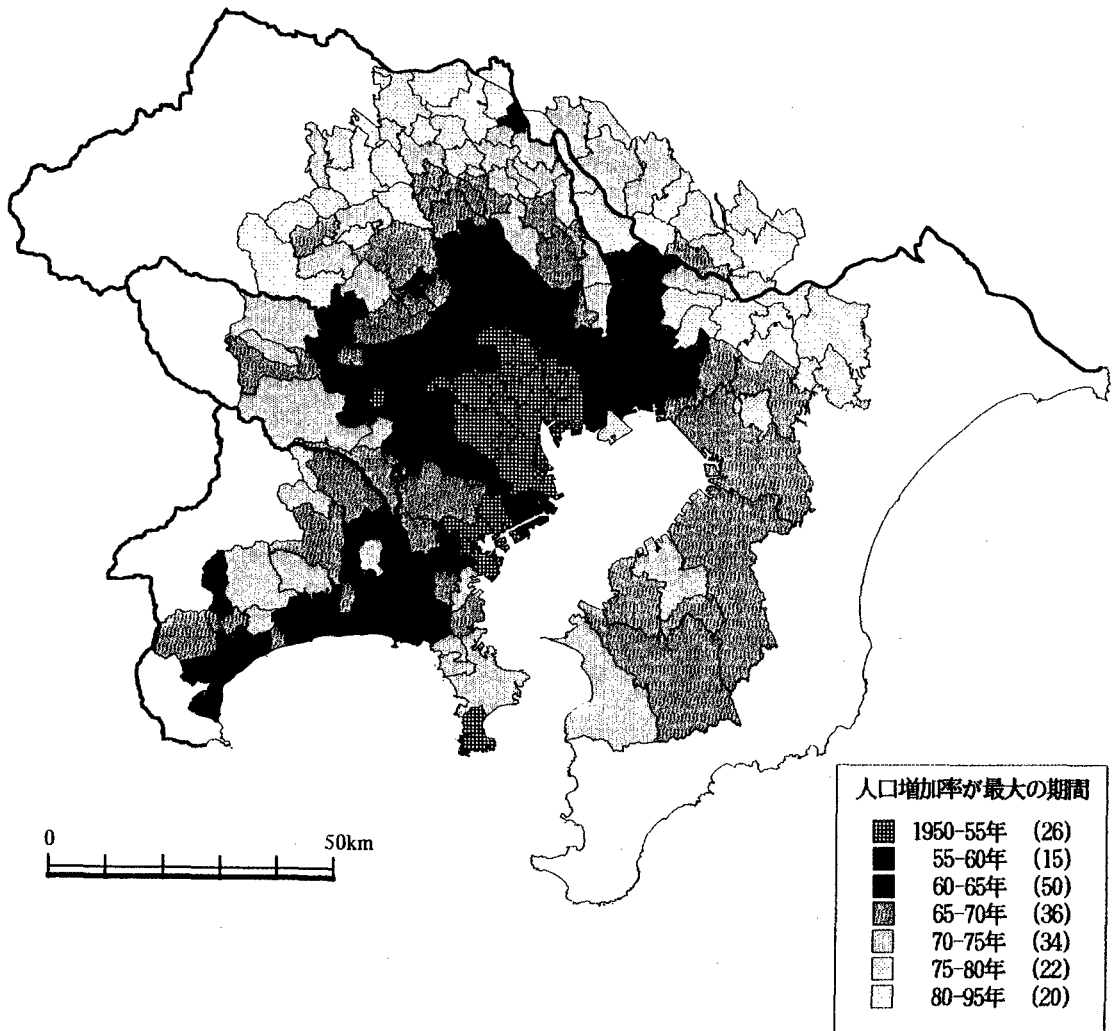 0 50km
人口増加率が最大の期間
1950-55年 (26)
55-60年 (15)
60-65年 (50)
65-70年 (36)
70-75年 (34)
75-80年 (22)
80-95年 (20)